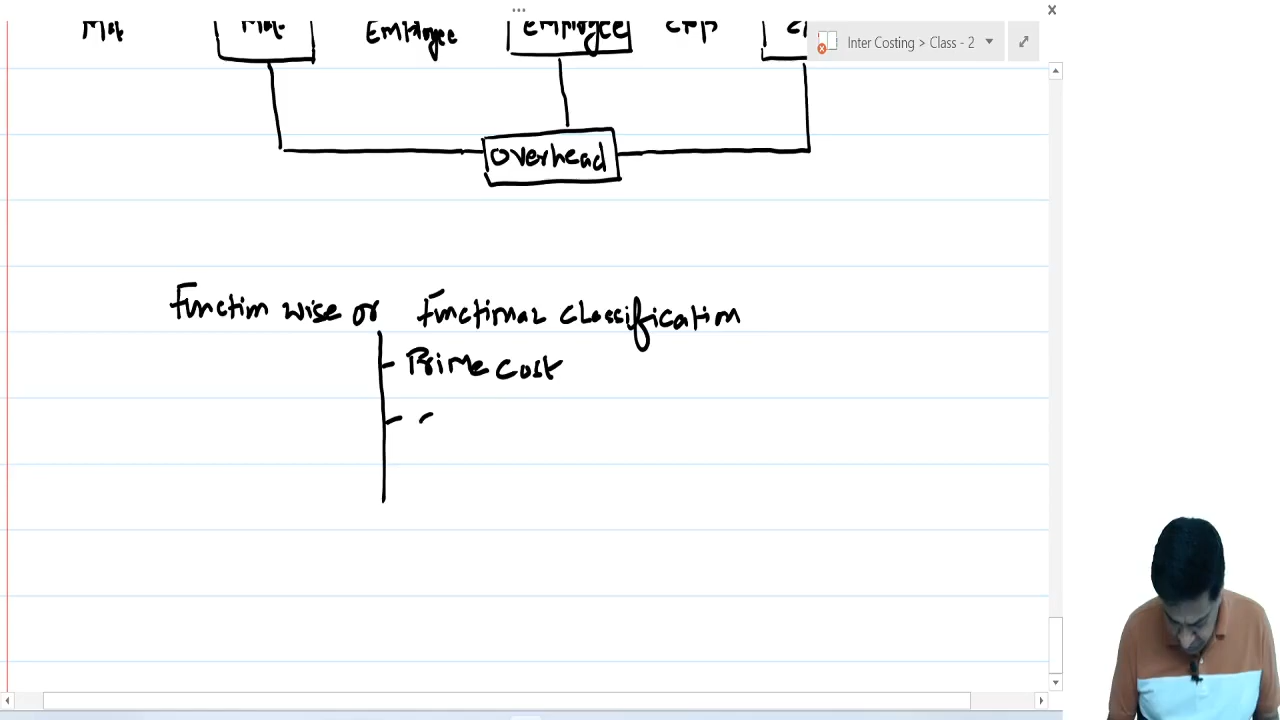 Mat Mat. Employee Employee exp
Inter Costing > Class - 2
Overhead
Function wise or Functional classification
Prime Cost